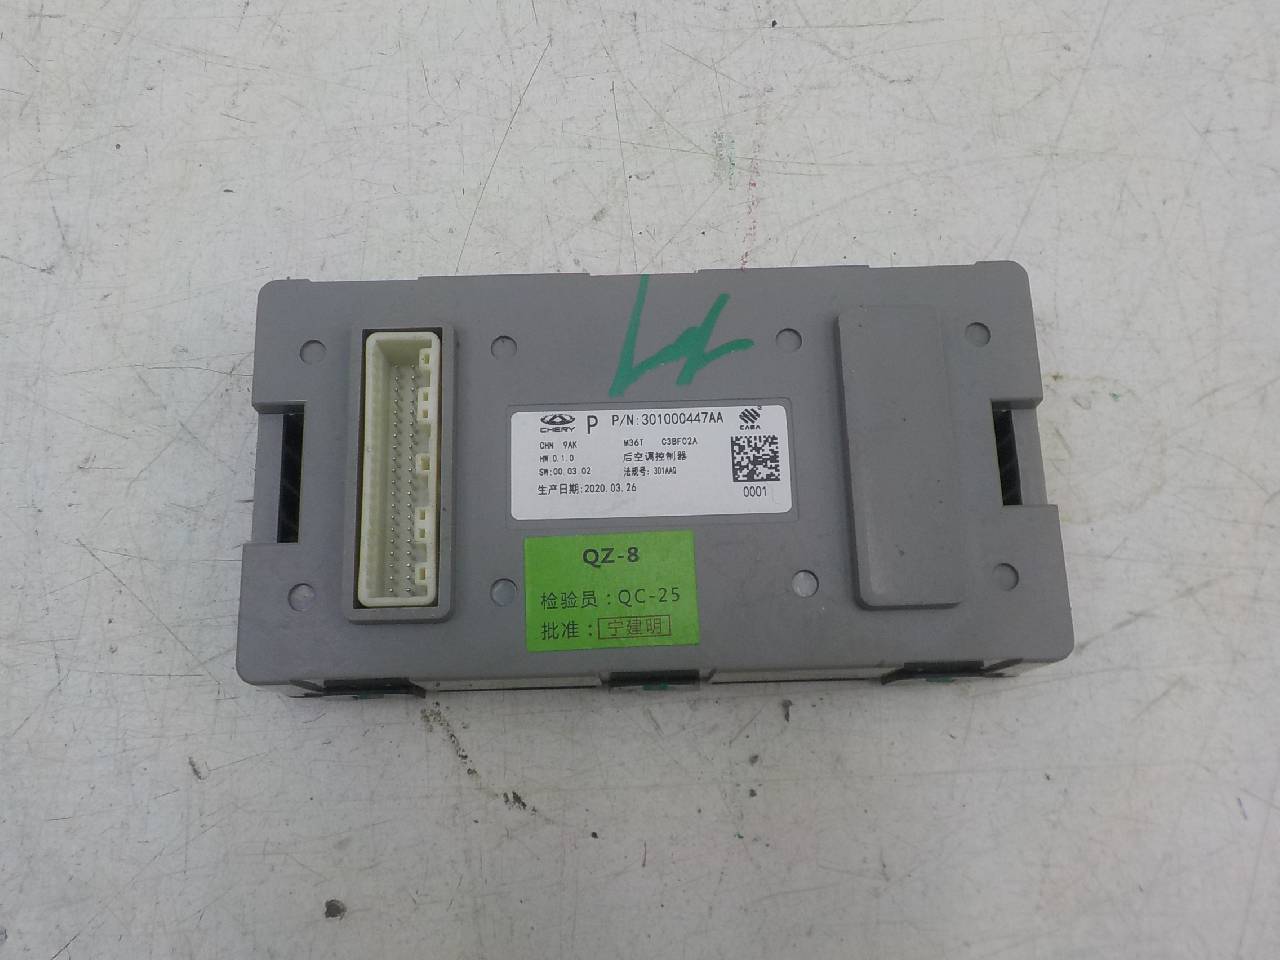 CHERY P P/N:301000447AA CABA
CHN 9AK M36T C3BFC2A
HW:0.1.0 后空调控制器
SW:00.03.02 法规号: 301AAQ
生产日期:2020.03.26 0001
QZ-8
检验员：QC-25
批准：宁建明